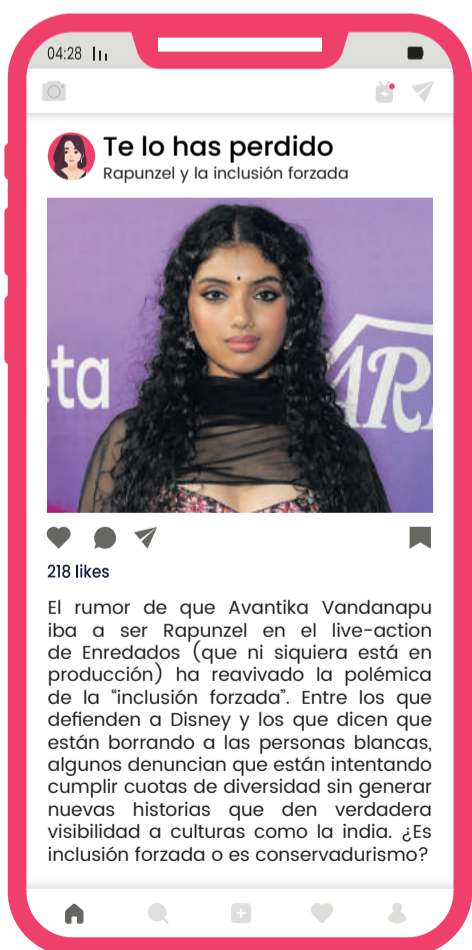 04:28
Te lo has perdido
Rapunzel y la inclusión forzada
eta
218 likes
El rumor de que Avantika Vandanapu
iba a ser Rapunzel en el live-action
de Enredados (que ni siquiera está en
producción) ha reavivado la polémica
de la “inclusión forzada”. Entre los que
defienden a Disney y los que dicen que
están borrando a las personas blancas,
algunos denuncian que están intentando
cumplir cuotas de diversidad sin generar
nuevas historias que den verdadera
visibilidad a culturas como la india. ¿Es
inclusión forzada o es conservadurismo?